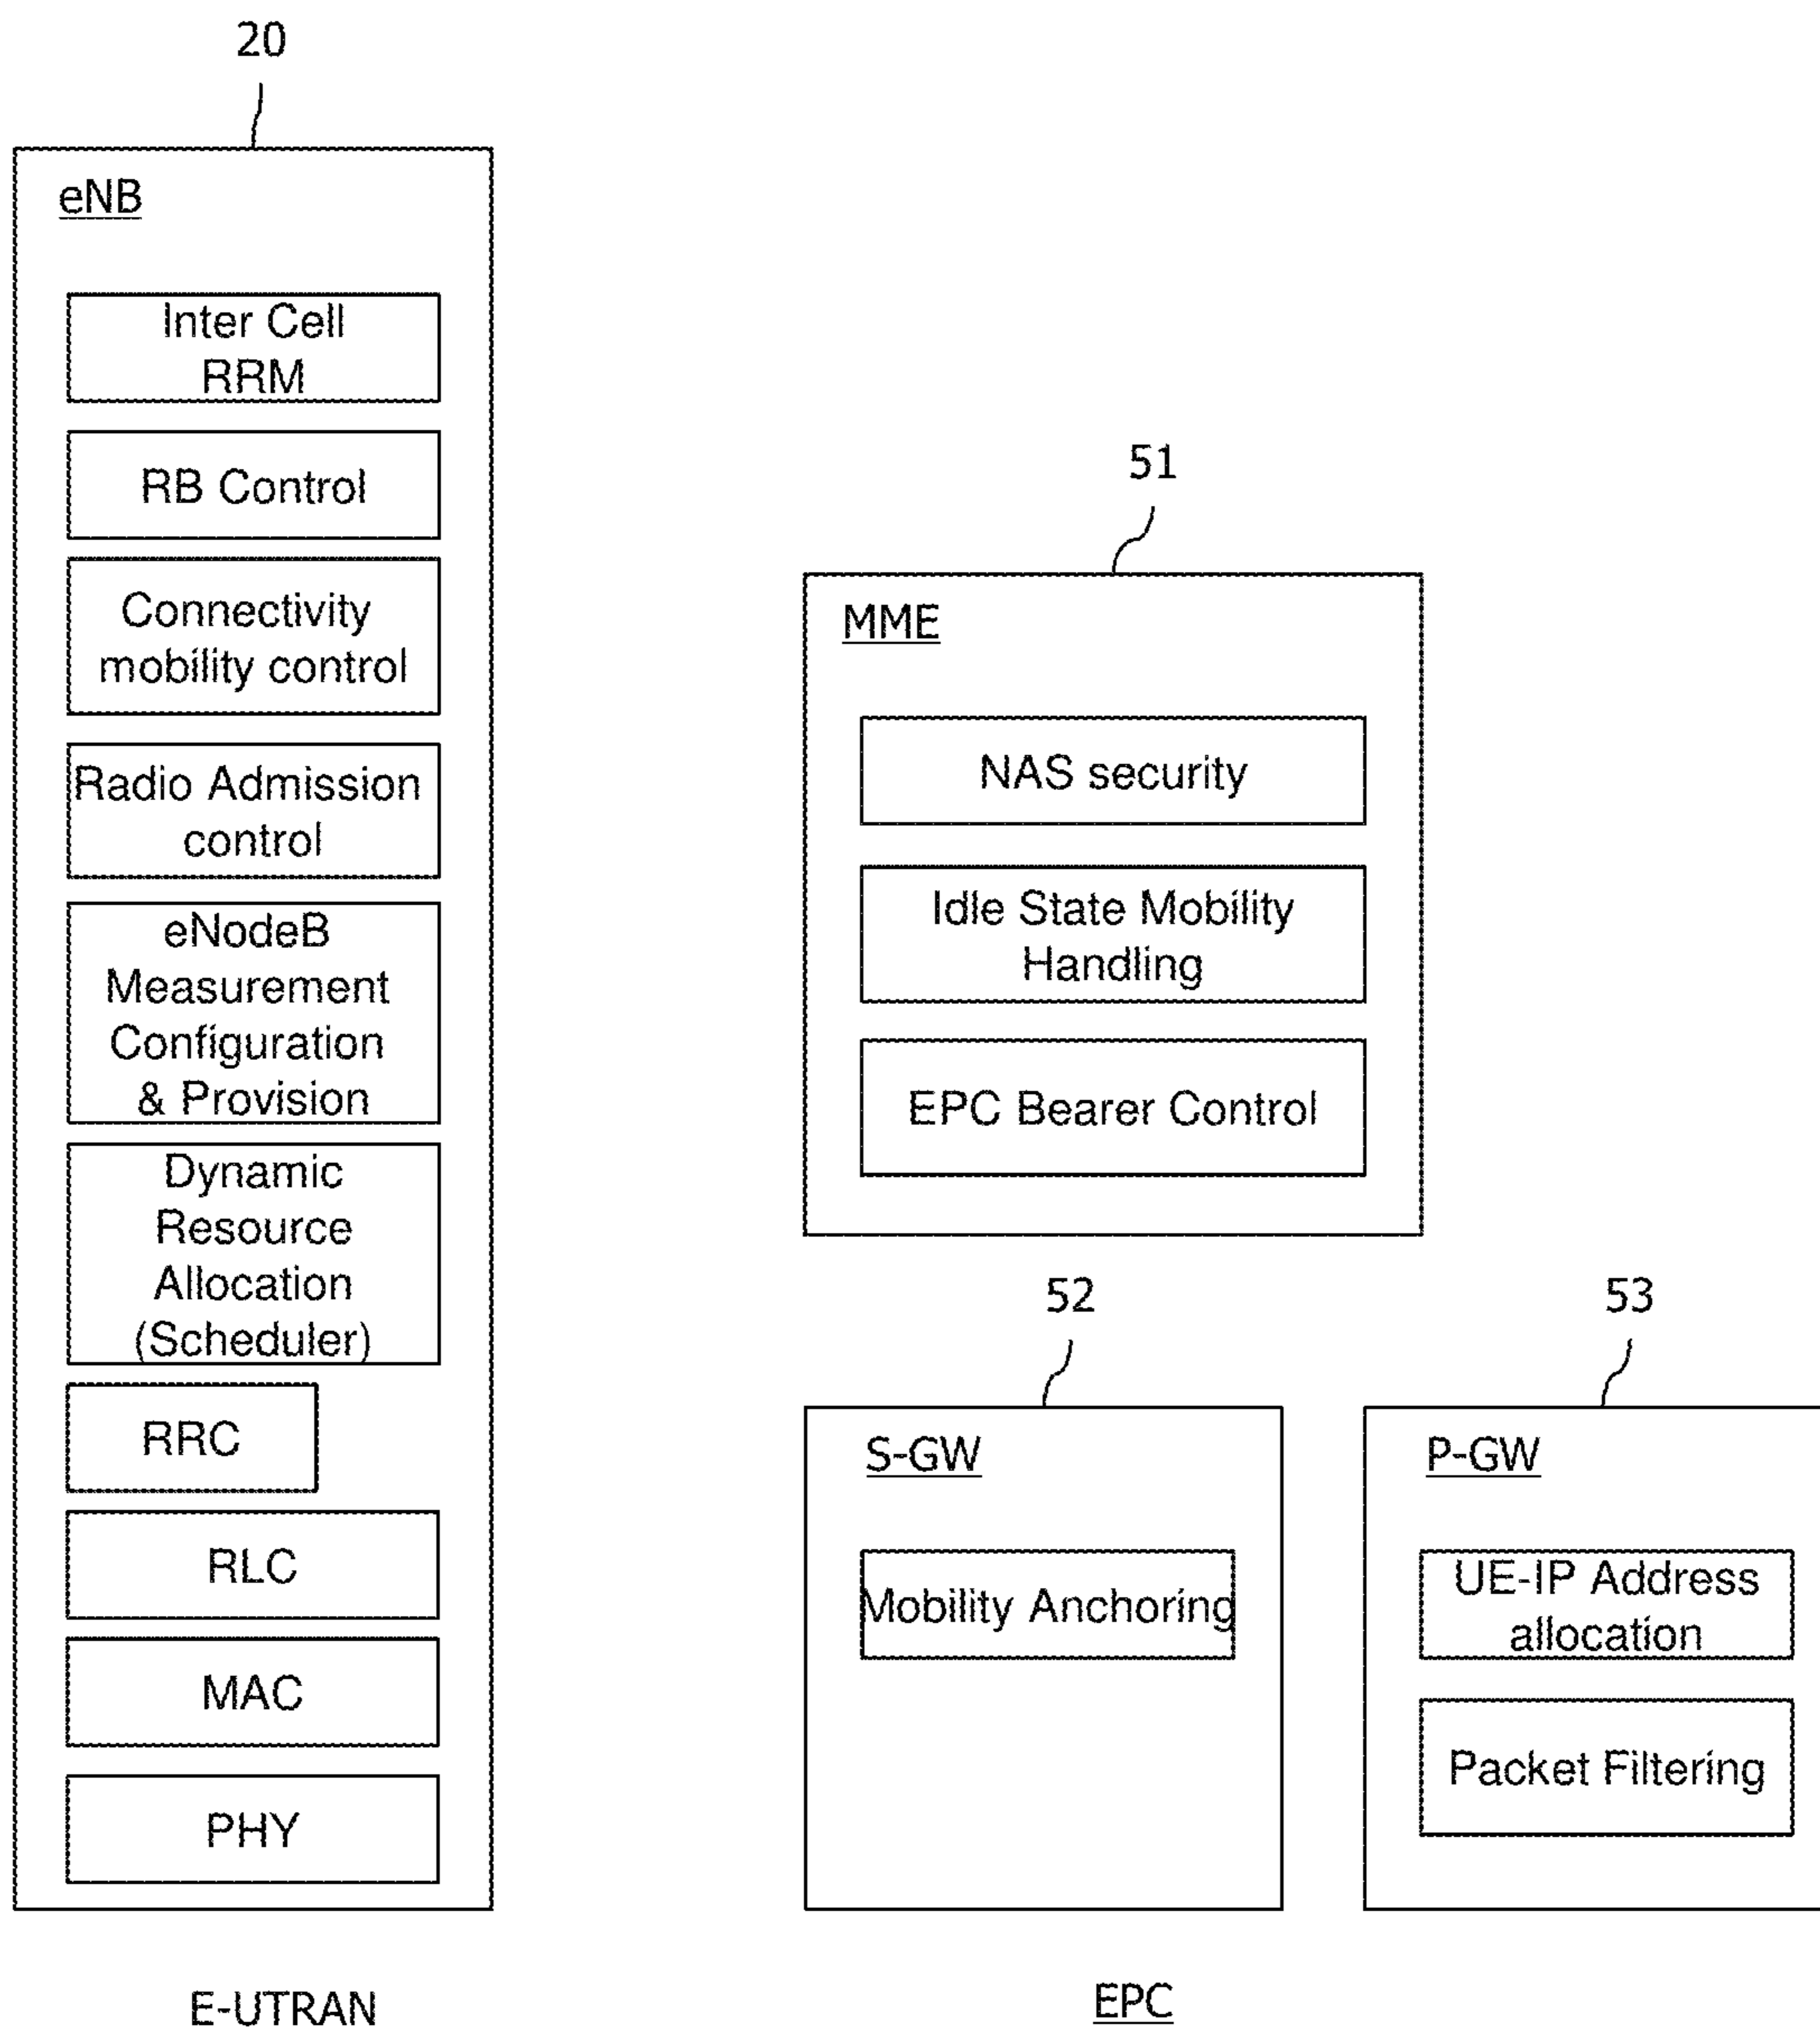 20
eNB
Inter Cell
RRM
RB Control
Connectivity
mobility control
Radio Admission
control
eNodeB
Measurement
Configuration
& Provision
Dynamic
Resource
Allocation
(Scheduler)
RRC
RLC
MAC
PHY
E-UTRAN
51
MME
NAS security
Idle State Mobility
Handling
EPC Bearer Control
52
S-GW
Mobility Anchoring
53
P-GW
UE-IP Address
allocation
Packet Filtering
EPC